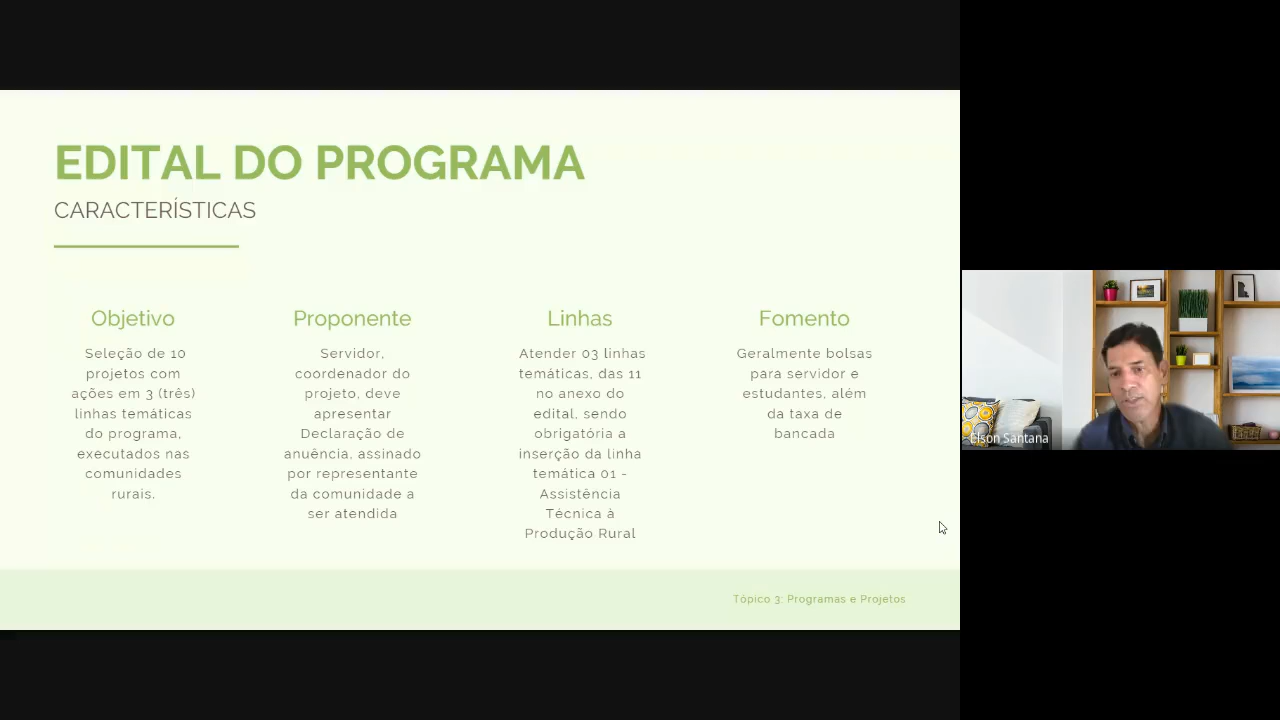 EDITAL DO PROGRAMA
CARACTERÍSTICAS
Objetivo
Seleção de 10
projetos com
ações em 3 (três)
linhas temáticas
do programa,
executados nas
comunidades
rurais.
Proponente
Servidor,
coordenador do
projeto, deve
apresentar
Declaração de
anuência, assinado
por representante
da comunidade a
ser atendida
Linhas
Atender 03 linhas
temáticas, das 11
no anexo do
edital, sendo
obrigatória a
inserção da linha
temática 01 -
Assistência
Técnica à
Produção Rural
Fomento
Geralmente bolsas
para servidor e
estudantes, além
da taxa de
bancada
Tópico 3: Programas e Projetos
Elson Santana